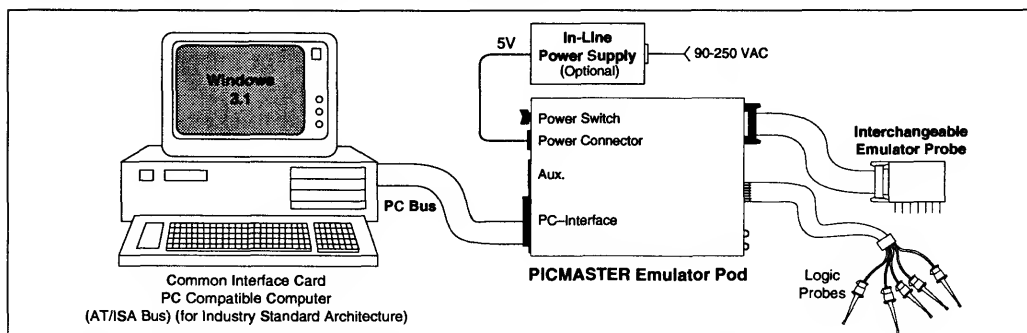 Windows
3.1
5V
In-Line
Power Supply
(Optional)
90-250 VAC
Power Switch
Power Connector
Aux.
PC–Interface
PC Bus
PICMASTER Emulator Pod
Interchangeable
Emulator Probe
Logic
Probes
Common Interface Card
PC Compatible Computer
(AT/ISA Bus) (for Industry Standard Architecture)